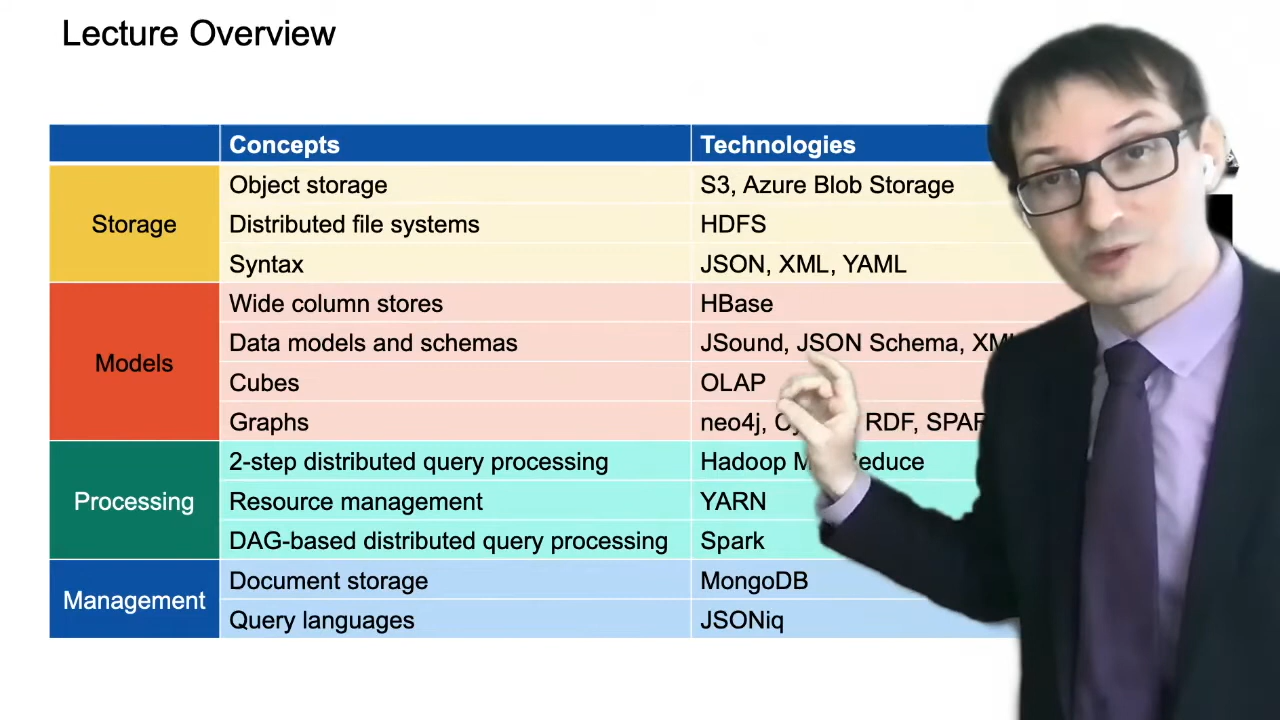 Lecture Overview
Concepts Technologies
Storage
Object storage S3, Azure Blob Storage
Distributed file systems HDFS
Syntax JSON, XML, YAML
Models
Wide column stores HBase
Data models and schemas JSound, JSON Schema,
Cubes OLAP
Graphs neo4j, RDF,
Processing
2-step distributed query processing Hadoop
Resource management YARN
DAG-based distributed query processing Spark
Management
Document storage MongoDB
Query languages JSONiq